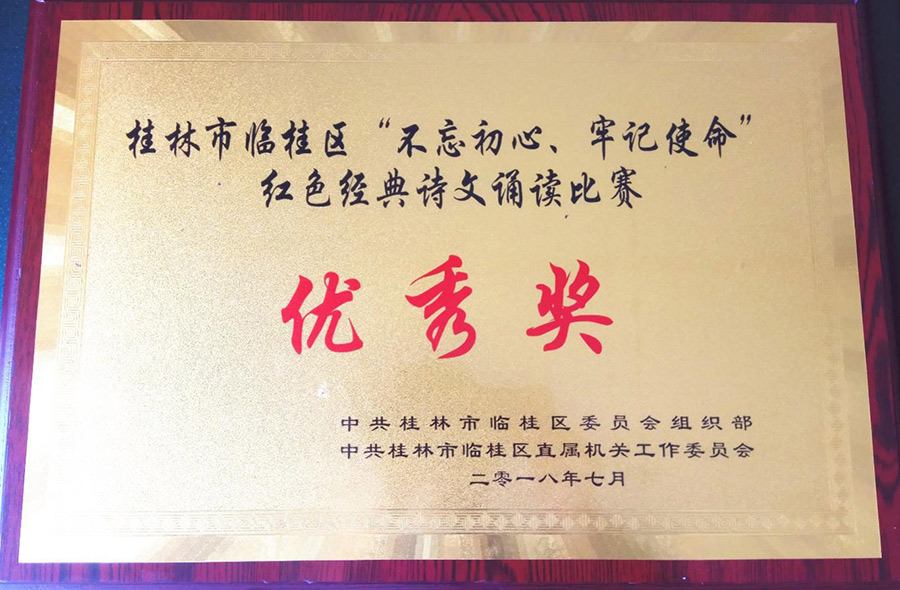 桂林市临桂区“不忘初心、牢记使命”
红色经典诗文诵读比赛
优秀奖
中共桂林市临桂区委员会组织部
中共桂林市临桂区直属机关工作委员会
二零一八年七月